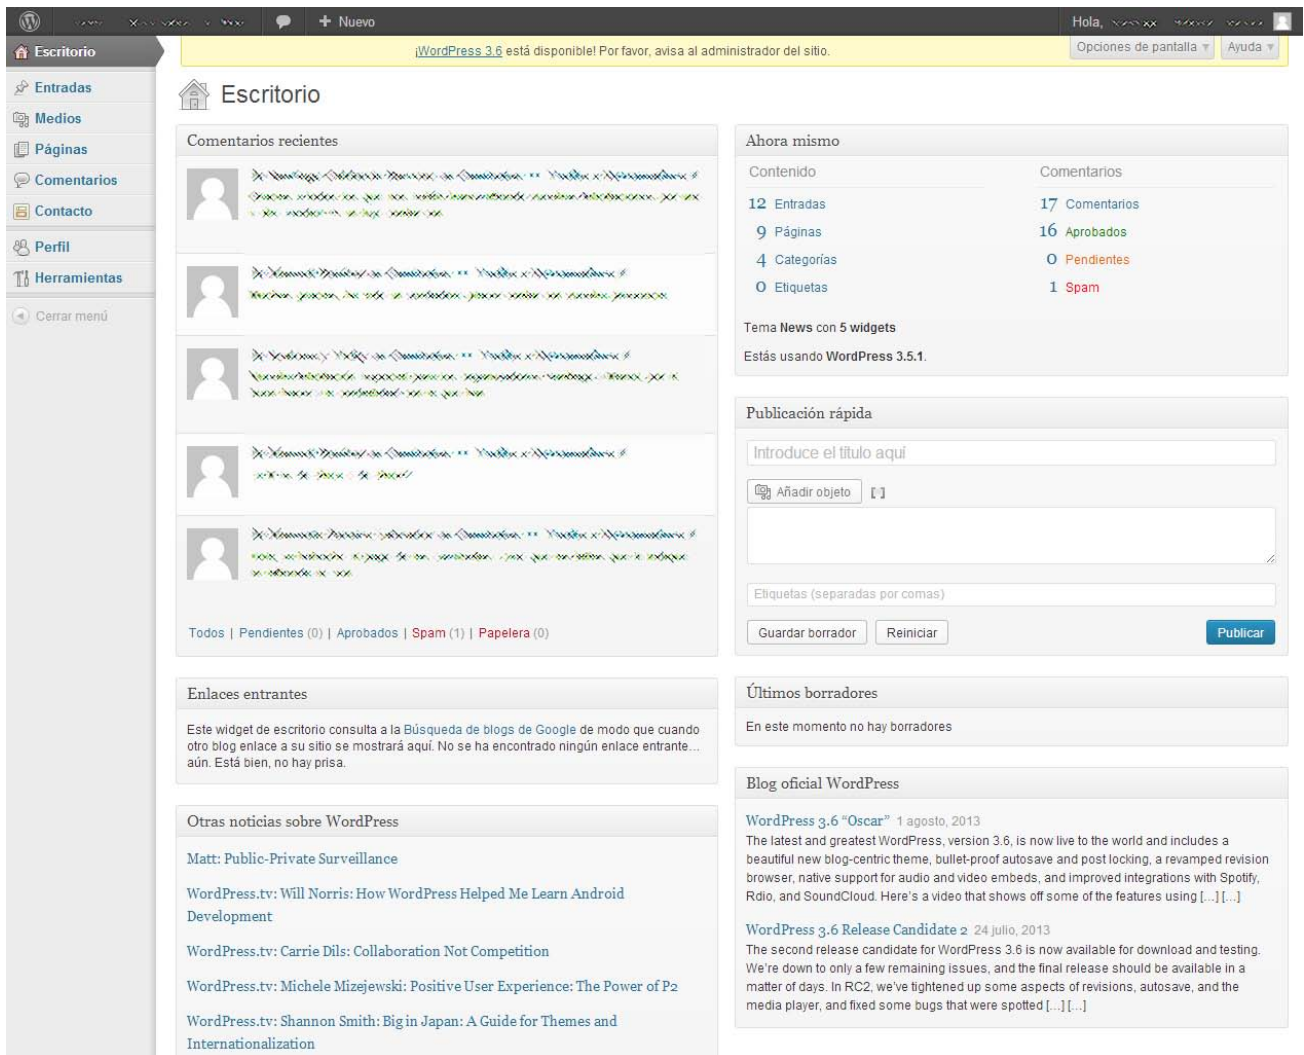 Nuevo
Hola,
Escritorio
¡WordPress 3.6 está disponible! Por favor, avisa al administrador del sitio.
Opciones de pantalla
Ayuda
Entradas
Medios
Páginas
Comentarios
Contacto
Perfil
Herramientas
Cerrar menú
Escritorio
Comentarios recientes
Todos | Pendientes (0) | Aprobados | Spam (1) | Papelera (0)
Enlaces entrantes
Este widget de escritorio consulta a la Búsqueda de blogs de Google de modo que cuando
otro blog enlace a su sitio se mostrará aquí. No se ha encontrado ningún enlace entrante...
aún. Está bien, no hay prisa.
Otras noticias sobre WordPress
Matt: Public-Private Surveillance
WordPress.tv: Will Norris: How WordPress Helped Me Learn Android
Development
WordPress.tv: Carrie Dils: Collaboration Not Competition
WordPress.tv: Michele Mizejewski: Positive User Experience: The Power of P2
WordPress.tv: Shannon Smith: Big in Japan: A Guide for Themes and
Internationalization
Ahora mismo
Contenido
Comentarios
12 Entradas
17 Comentarios
9 Páginas
16 Aprobados
4 Categorías
0 Pendientes
0 Etiquetas
1 Spam
Tema News con 5 widgets
Estás usando WordPress 3.5.1.
Publicación rápida
Introduce el título aquí
Añadir objeto
Etiquetas (separadas por comas)
Guardar borrador
Reiniciar
Publicar
Últimos borradores
En este momento no hay borradores
Blog oficial WordPress
WordPress 3.6 “Oscar” 1 agosto, 2013
The latest and greatest WordPress, version 3.6, is now live to the world and includes a
beautiful new blog-centric theme, bullet-proof autosave and post locking, a revamped revision
browser, native support for audio and video embeds, and improved integrations with Spotify,
Rdio, and SoundCloud. Here’s a video that shows off some of the features using [...] [...]
WordPress 3.6 Release Candidate 2 24 julio, 2013
The second release candidate for WordPress 3.6 is now available for download and testing.
We’re down to only a few remaining issues, and the final release should be available in a
matter of days. In RC2, we’ve tightened up some aspects of revisions, autosave, and the
media player, and fixed some bugs that were spotted [...] [...]